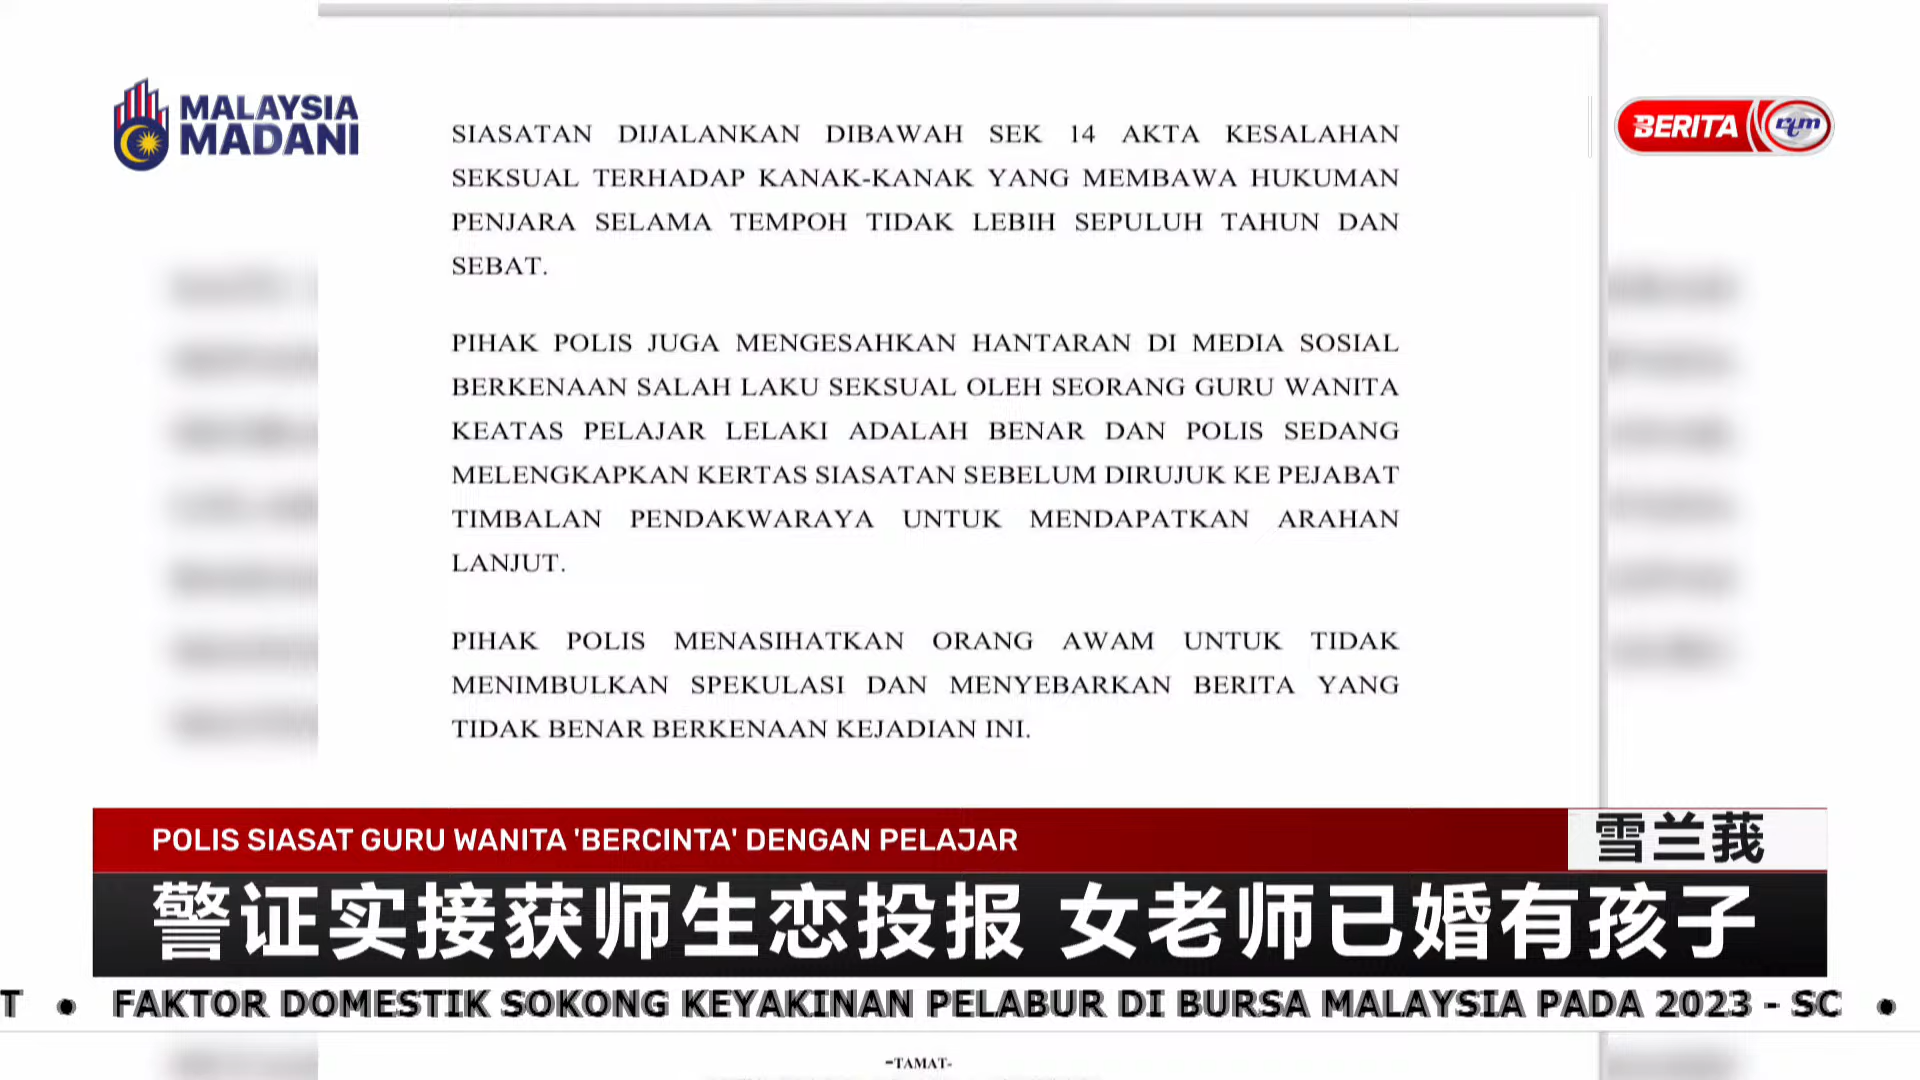 MALAYSIA
MADANI
BERITA rtm
SIASATAN DIJALANKAN DIBAWAH SEK 14 AKTA KESALAHAN
SEKSUAL TERHADAP KANAK-KANAK YANG MEMBAWA HUKUMAN
PENJARA SELAMA TEMPOH TIDAK LEBIH SEPULUH TAHUN DAN
SEBAT.
PIHAK POLIS JUGA MENGESAHKAN HANTARAN DI MEDIA SOSIAL
BERKENAAN SALAH LAKU SEKSUAL OLEH SEORANG GURU WANITA
KEATAS PELAJAR LELAKI ADALAH BENAR DAN POLIS SEDANG
MELENGKAPKAN KERTAS SIASATAN SEBELUM DIRUJUK KE PEJABAT
TIMBALAN PENDAKWARAYA UNTUK MENDAPATKAN ARAHAN
LANJUT.
PIHAK POLIS MENASIHATKAN ORANG AWAM UNTUK TIDAK
MENIMBULKAN SPEKULASI DAN MENYEBARKAN BERITA YANG
TIDAK BENAR BERKENAAN KEJADIAN INI.
POLIS SIASAT GURU WANITA 'BERCINTA' DENGAN PELAJAR
雪兰莪
警证实接获师生恋投报 女老师已婚有孩子
T • FAKTOR DOMESTIK SOKONG KEYAKINAN PELABUR DI BURSA MALAYSIA PADA 2023 - SC •
-TAMAT-